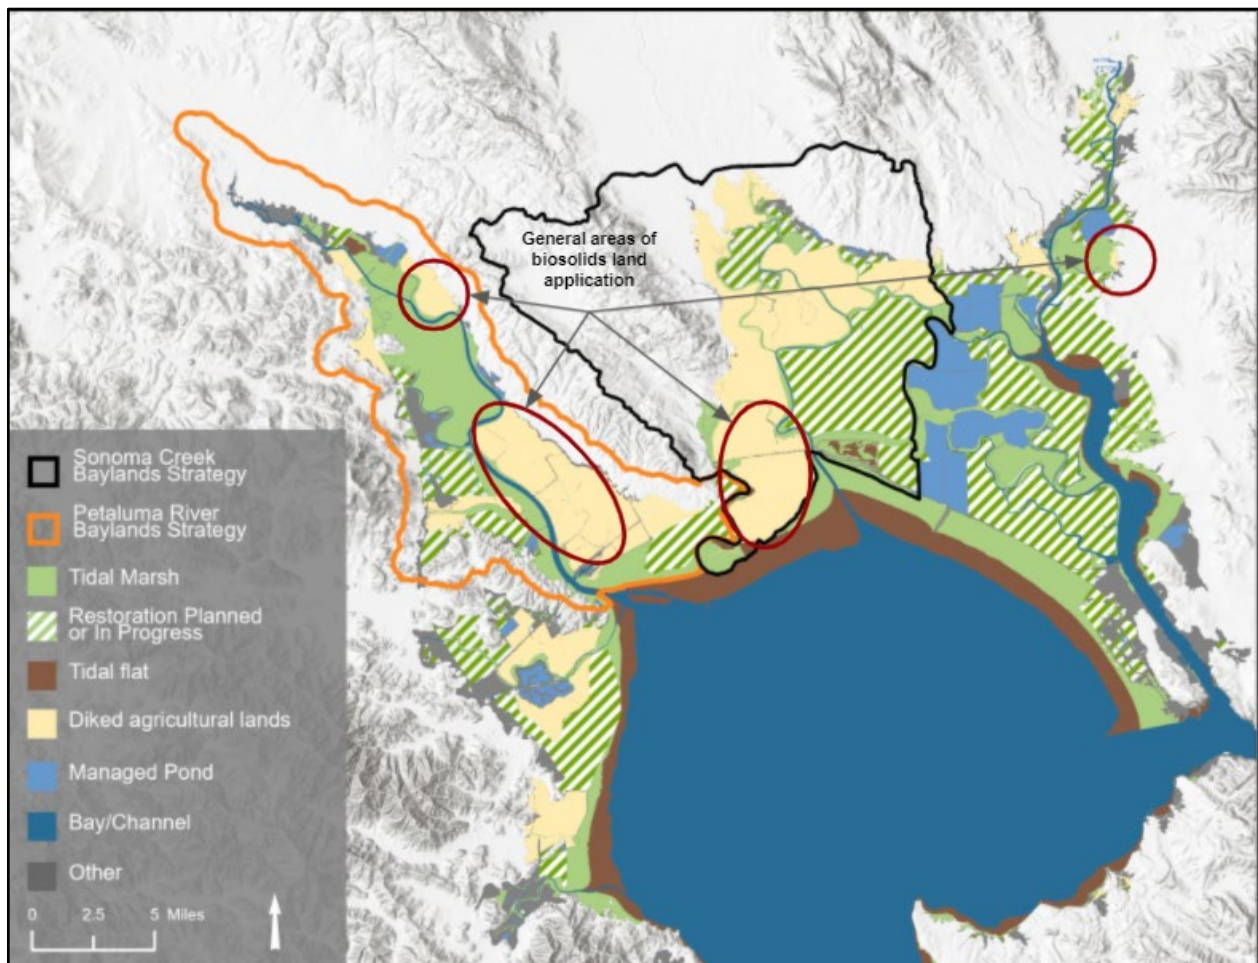 General areas of
biosolids land
application
Sonoma Creek
Baylands Strategy
Petaluma River
Baylands Strategy
Tidal Marsh
Restoration Planned
or In Progress
Tidal flat
Diked agricultural lands
Managed Pond
Bay/Channel
Other
0 2.5 5 Miles